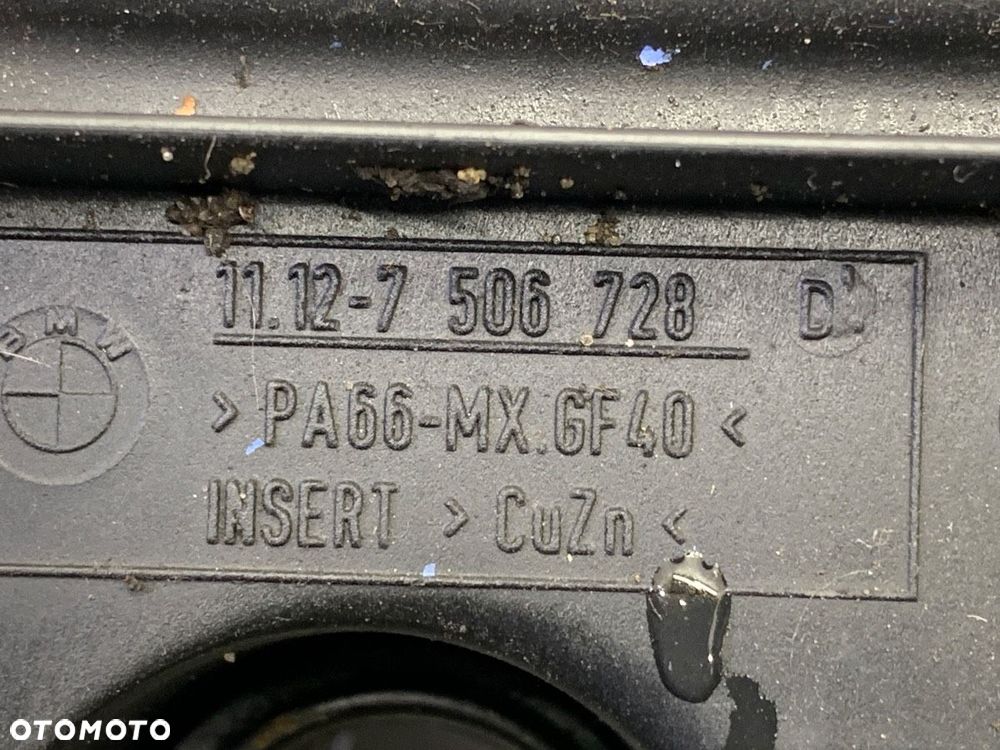 11.12-7 506 728 D
BMW
>PA66-MX.GF40<
INSERT >CuZn<
OTOMOTO